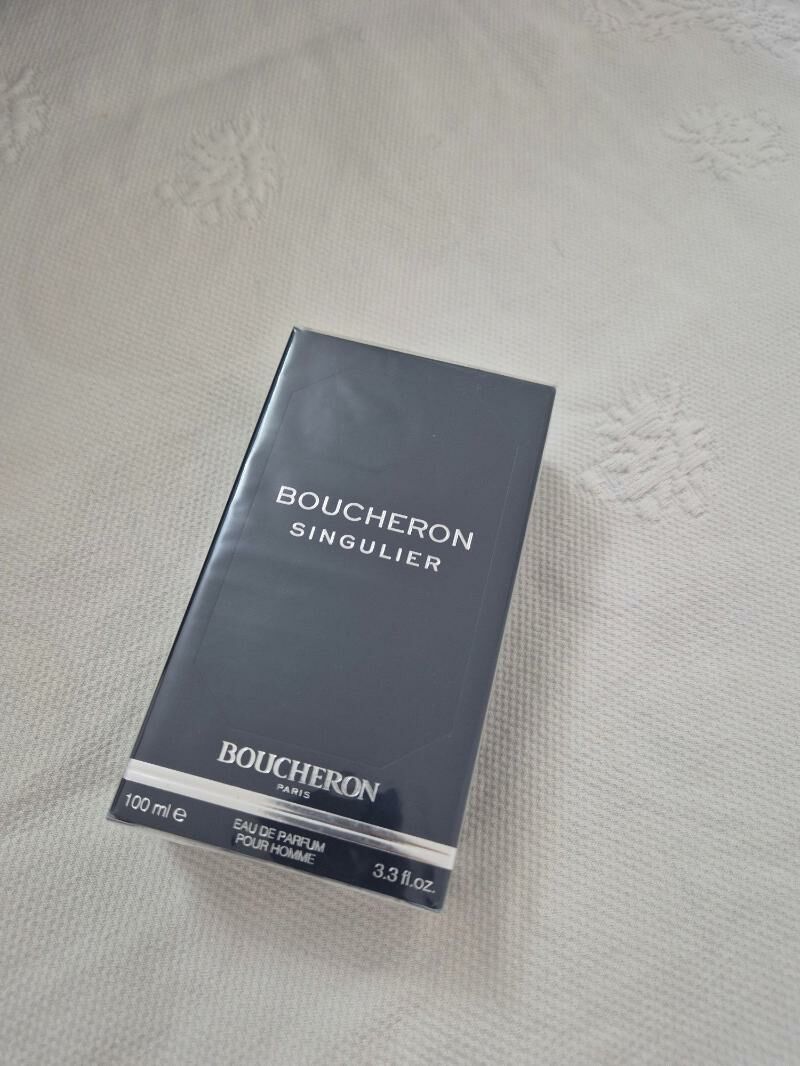 BOUCHERON
SINGULIER
BOUCHERON
PARIS
100 ml ℮
EAU DE PARFUM
POUR HOMME
3.3 fl.oz.